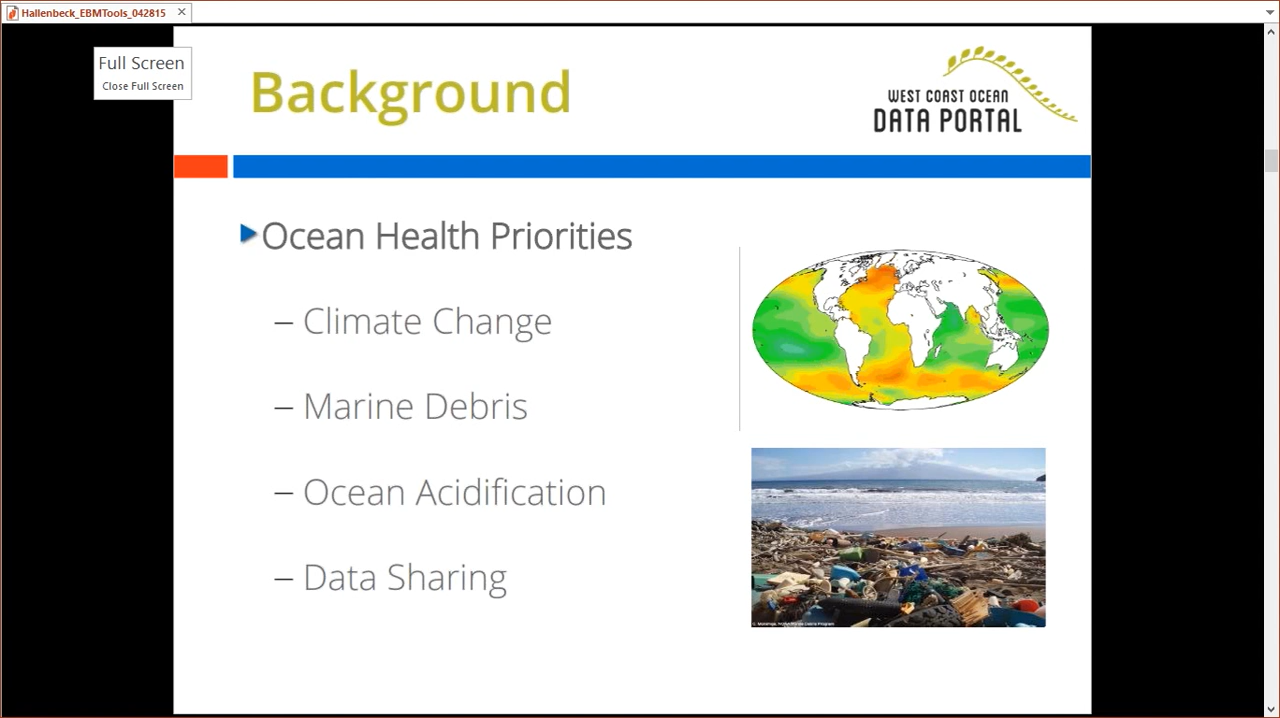 Hallenbeck_EBMTools_042815
Full Screen
Close Full Screen
Background
WEST COAST OCEAN
DATA PORTAL
Ocean Health Priorities
– Climate Change
– Marine Debris
– Ocean Acidification
– Data Sharing